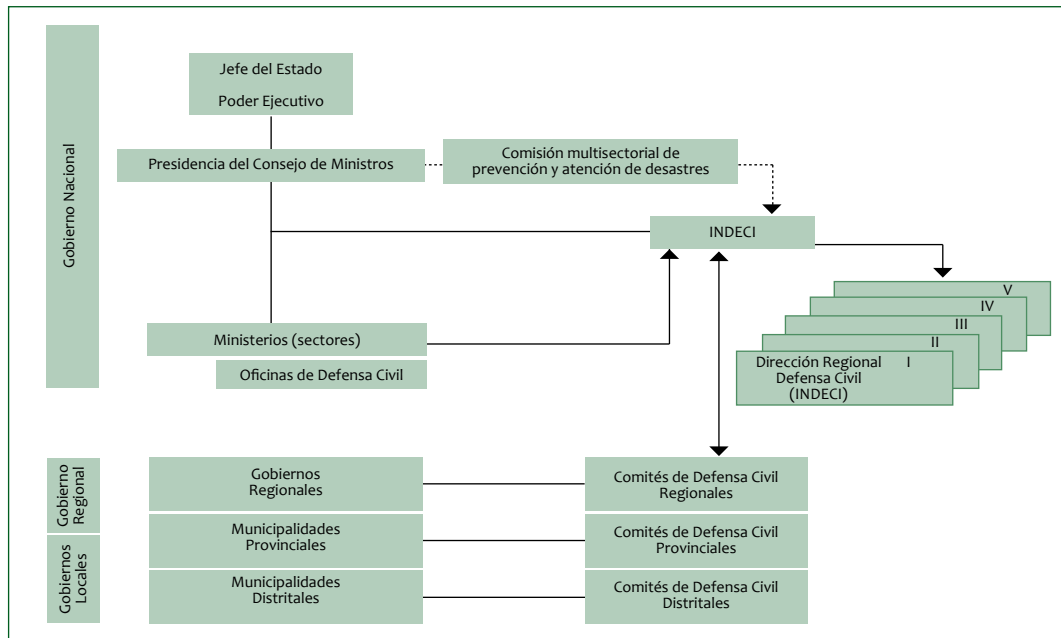 Gobierno Nacional
Jefe del Estado
Poder Ejecutivo
Presidencia del Consejo de Ministros
Comisión multisectorial de
prevención y atención de desastres
INDECI
V
IV
III
II
Dirección Regional I
Defensa Civil
(INDECI)
Ministerios (sectores)
Oficinas de Defensa Civil
Gobierno
Regional
Gobiernos
Regionales
Comités de Defensa Civil
Regionales
Gobiernos
Locales
Municipalidades
Provinciales
Comités de Defensa Civil
Provinciales
Municipalidades
Distritales
Comités de Defensa Civil
Distritales